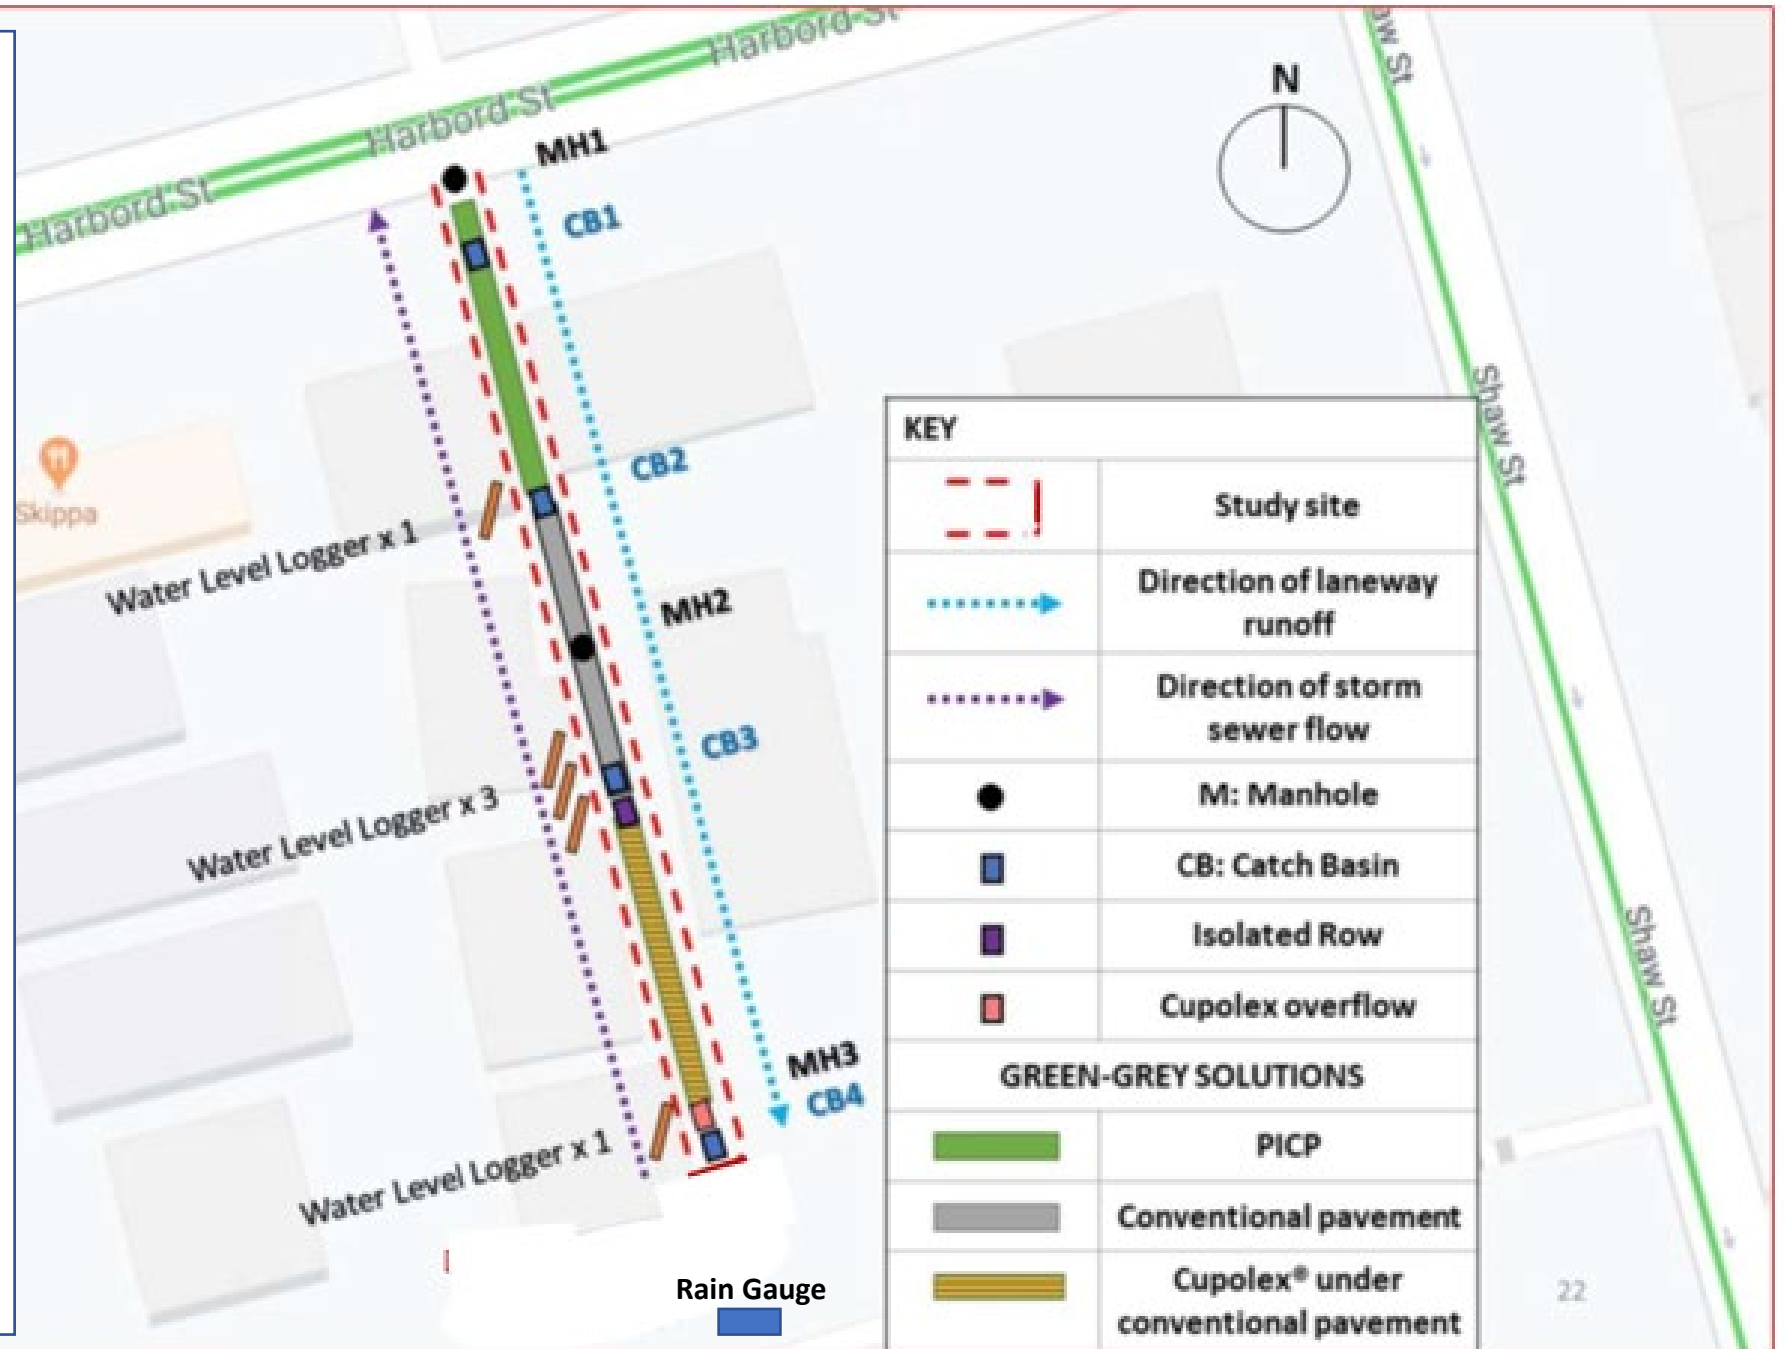 Harbord St
Harbord St
Harbord St
aw St
N
MH1
CB1
CB2
Skippa
Water Level Logger x 1
MH2
CB3
Water Level Logger x 3
MH3
CB4
Water Level Logger x 1
Rain Gauge
Shaw St
Shaw St
KEY
Study site
Direction of laneway
runoff
Direction of storm
sewer flow
M: Manhole
CB: Catch Basin
Isolated Row
Cupolex overflow
GREEN-GREY SOLUTIONS
PICP
Conventional pavement
Cupolex® under
conventional pavement
22